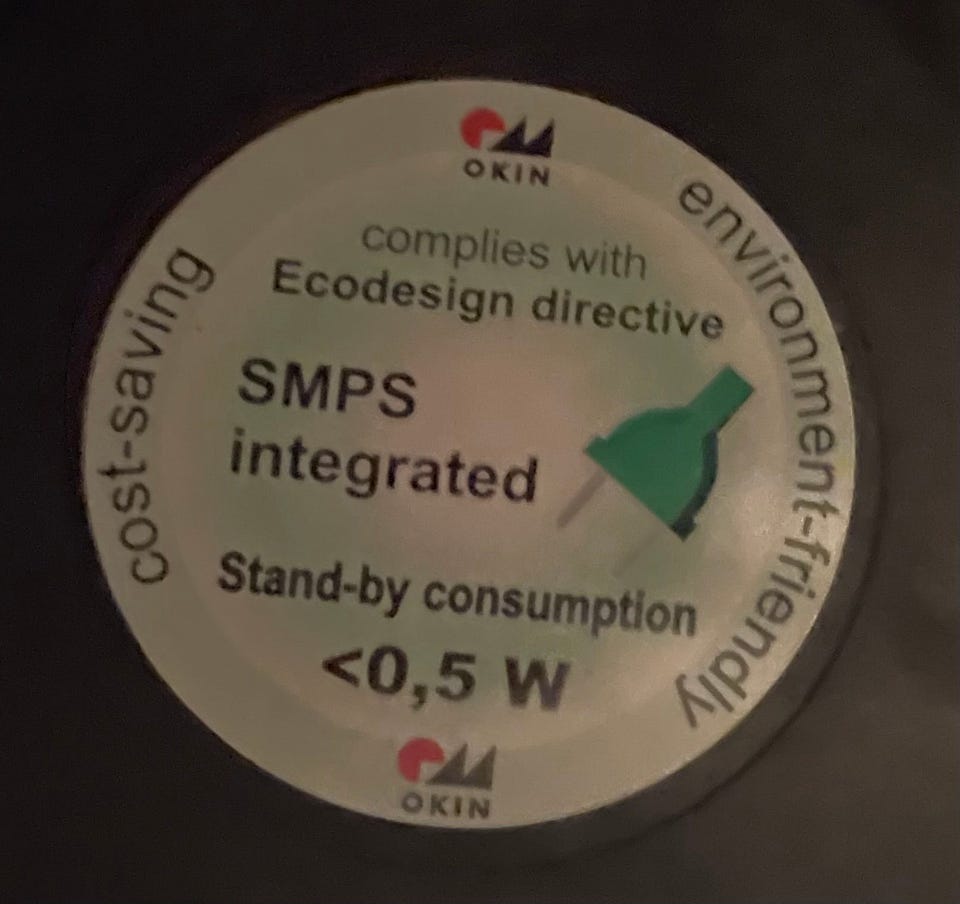 OKIN
complies with
Ecodesign directive
SMPS
integrated
Stand-by consumption
<0,5 W
OKIN
cost-saving
environment-friendly